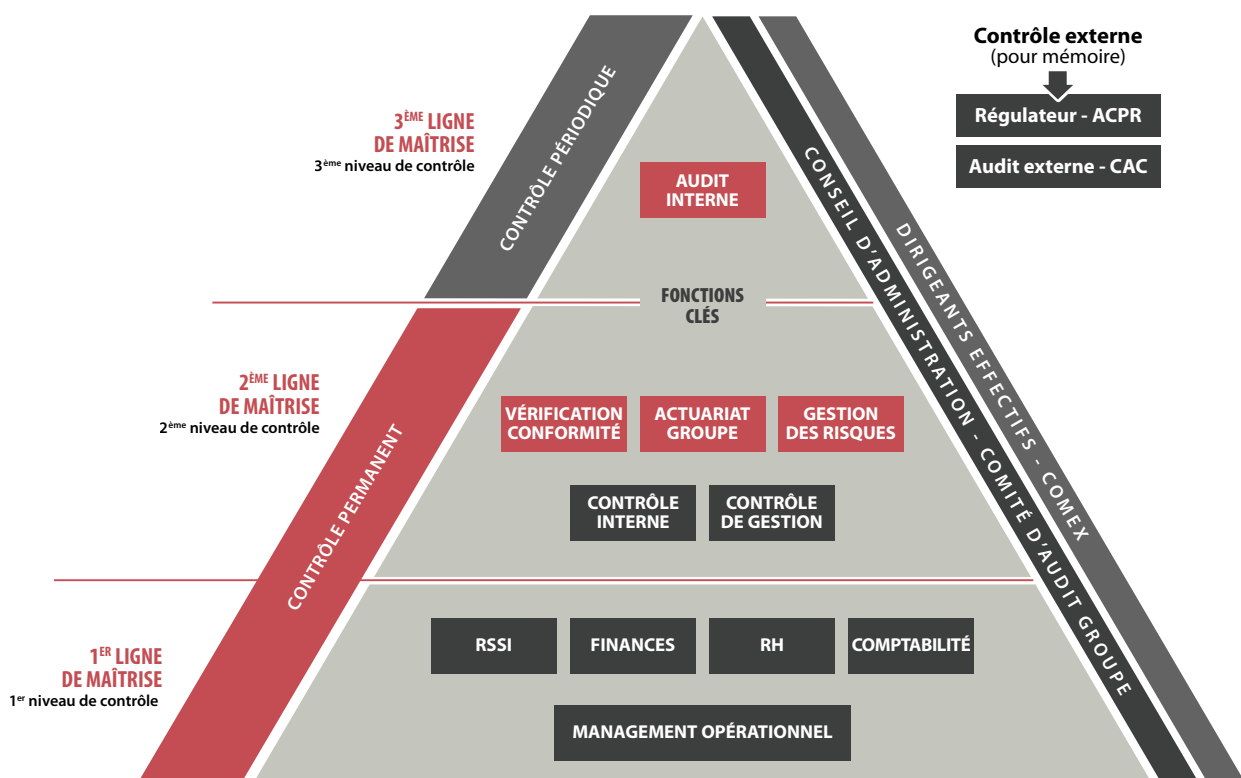 Contrôle externe
(pour mémoire)
Régulateur - ACPR
Audit externe - CAC
3ÈME LIGNE
DE MAÎTRISE
3ème niveau de contrôle
CONTRÔLE PÉRIODIQUE
AUDIT
INTERNE
CONSEIL D'ADMINISTRATION - COMITÉ D'AUDIT GROUPE
DIRIGEANTS EFFECTIFS - COMEX
FONCTIONS
CLÉS
2ÈME LIGNE
DE MAÎTRISE
2ème niveau de contrôle
CONTRÔLE PERMANENT
VÉRIFICATION
CONFORMITÉ
ACTUARIAT
GROUPE
GESTION
DES RISQUES
CONTRÔLE
INTERNE
CONTRÔLE
DE GESTION
1ER LIGNE
DE MAÎTRISE
1er niveau de contrôle
RSSI
FINANCES
RH
COMPTABILITÉ
MANAGEMENT OPÉRATIONNEL